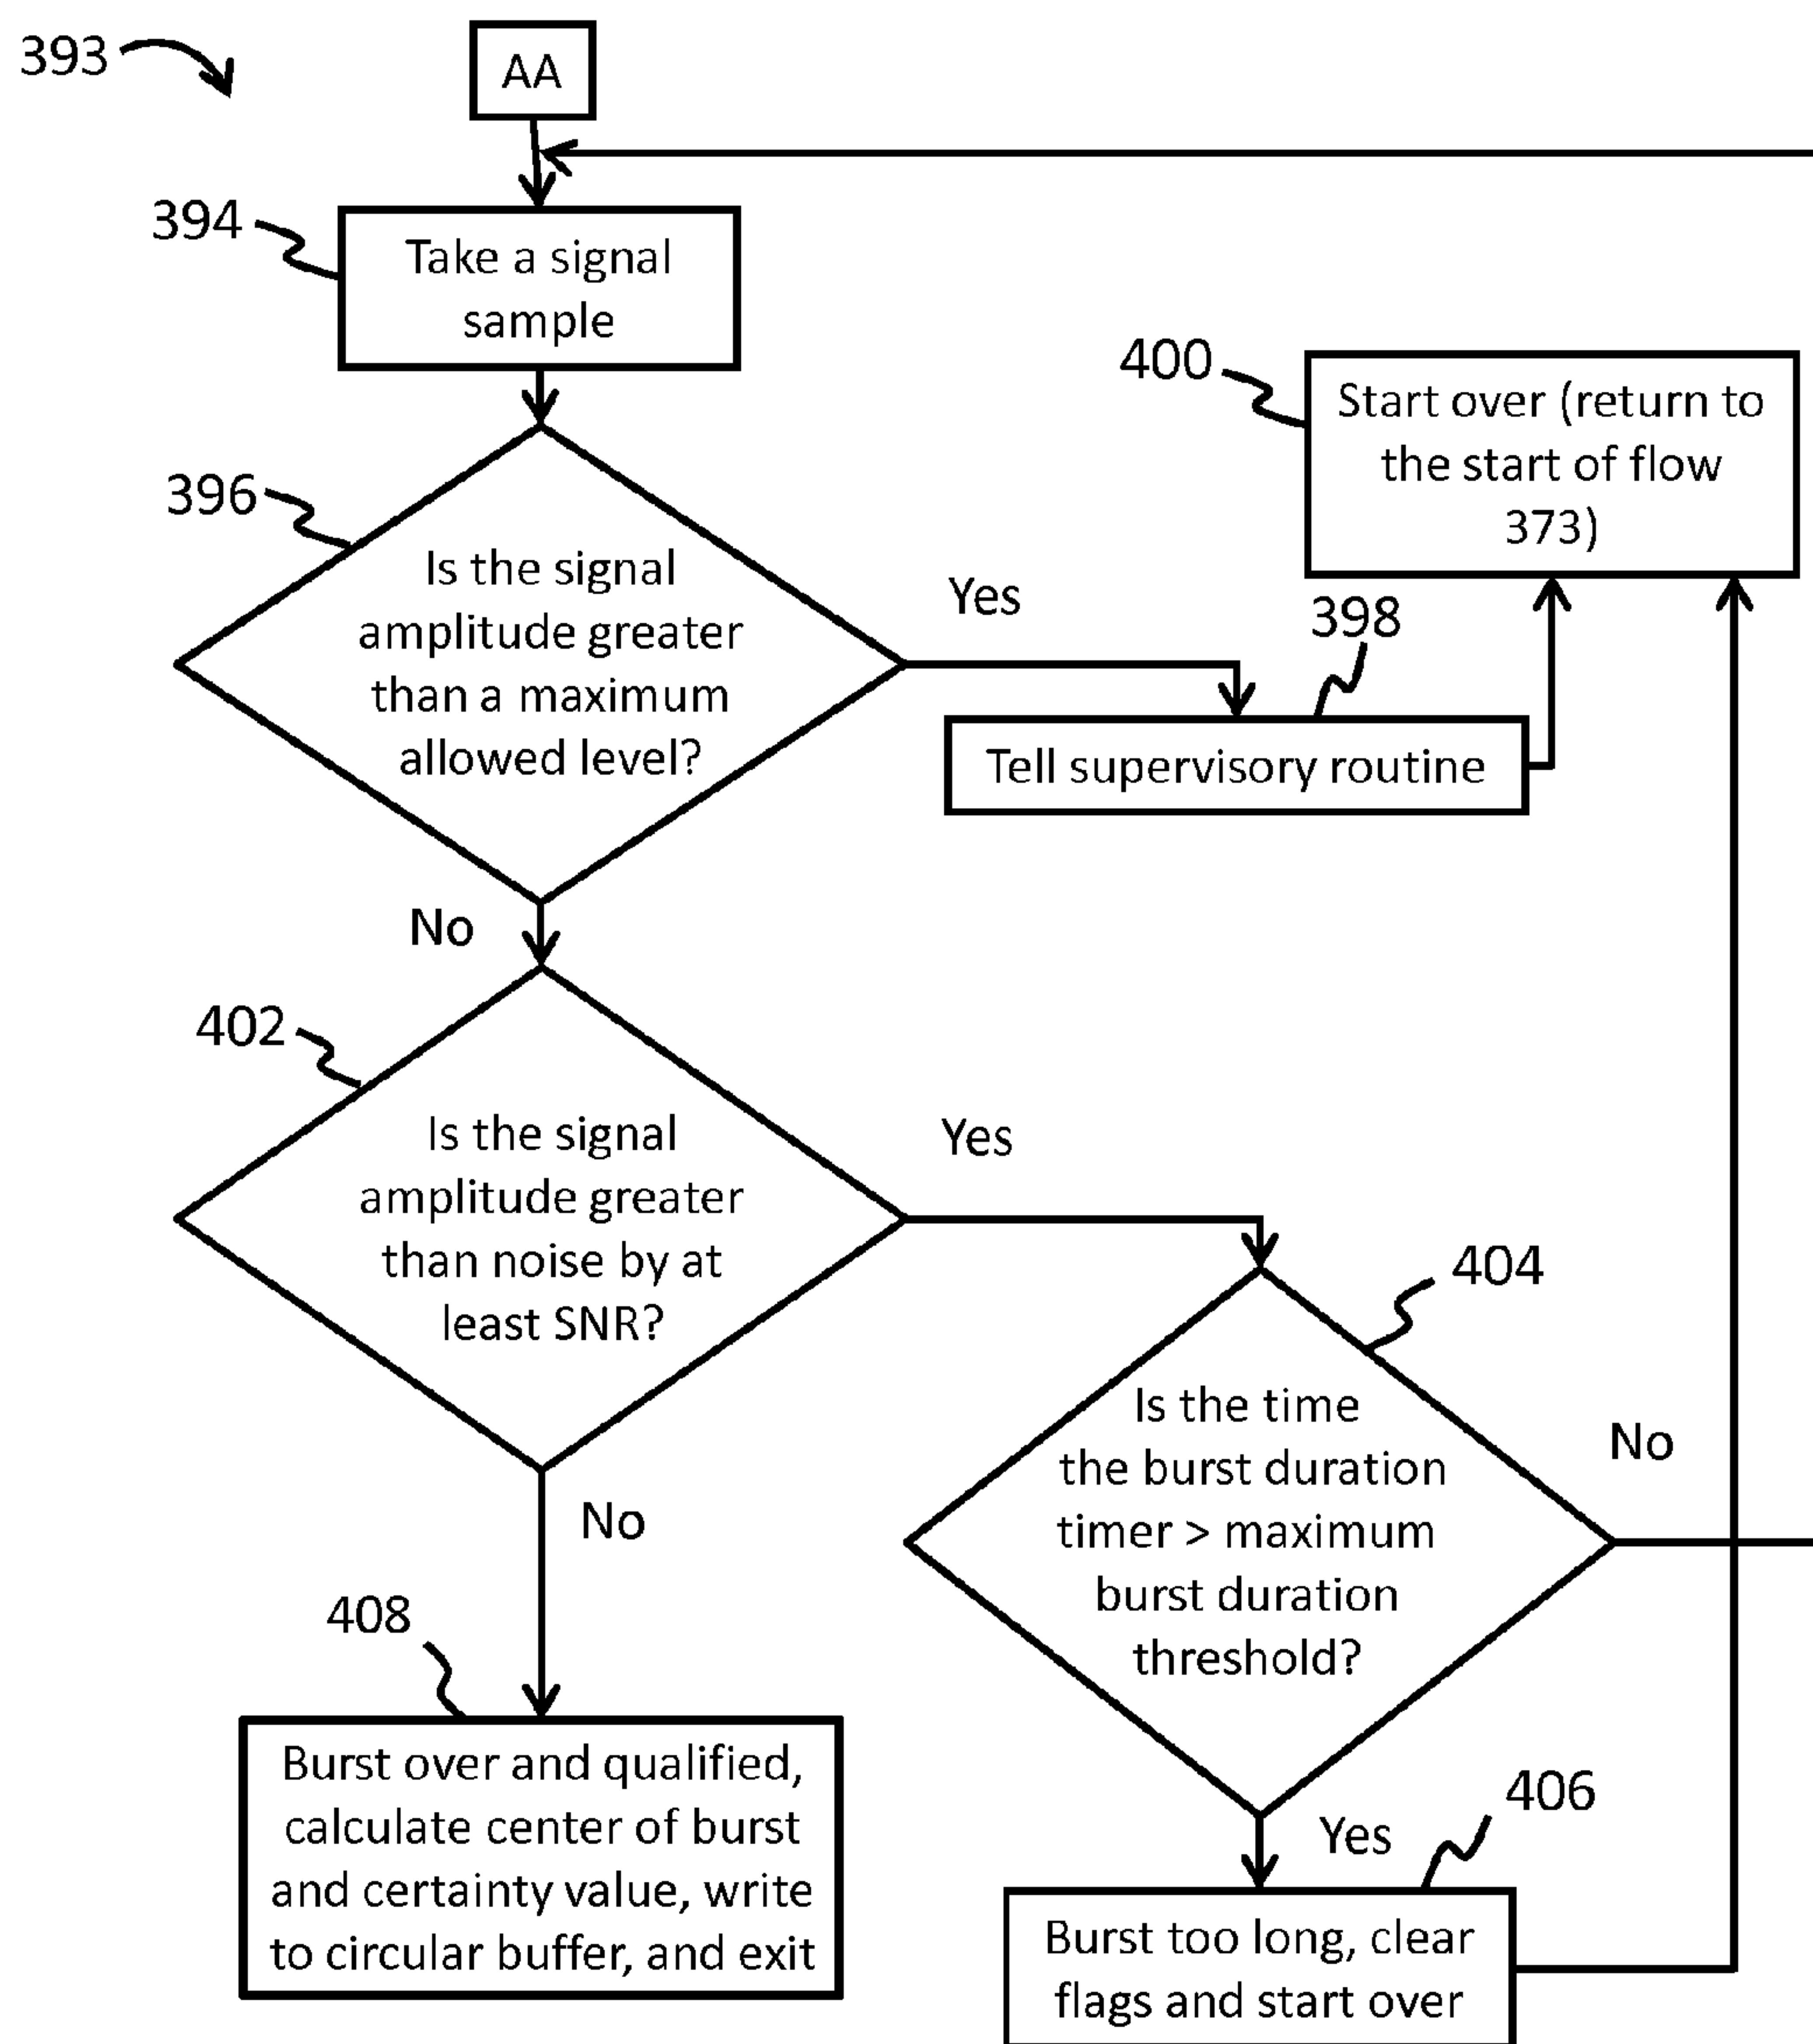 393
AA
394
Take a signal
sample
400
Start over (return to
the start of flow
373)
396
Is the signal
amplitude greater
than a maximum
allowed level?
Yes
398
Tell supervisory routine
No
402
Is the signal
amplitude greater
than noise by at
least SNR?
Yes
404
Is the time
the burst duration
timer > maximum
burst duration
threshold?
No
No
408
Burst over and qualified,
calculate center of burst
and certainty value, write
to circular buffer, and exit
Yes
406
Burst too long, clear
flags and start over